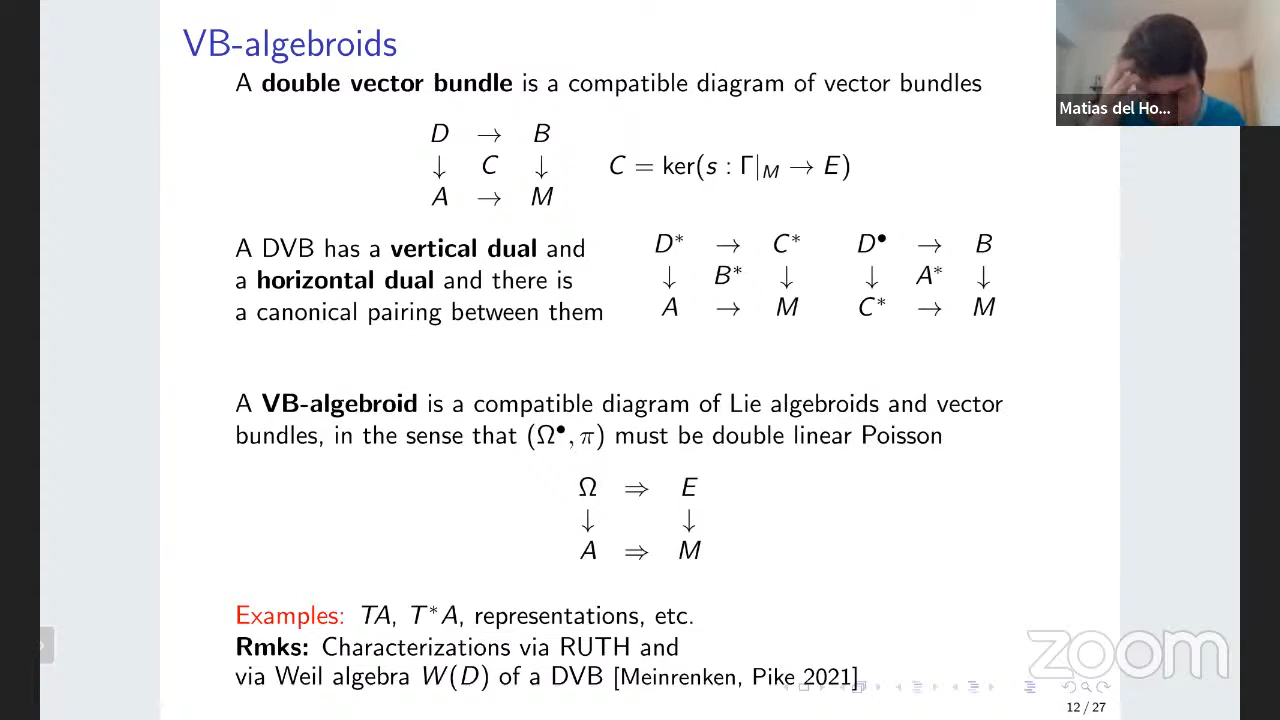 VB-algebroids
A double vector bundle is a compatible diagram of vector bundles
D → B
↓ C ↓ C = ker(s : Γ|_M → E)
A → M
A DVB has a vertical dual and
a horizontal dual and there is
a canonical pairing between them
D* → C* D• → B
↓ B* ↓ ↓ A* ↓
A → M C* → M
A VB-algebroid is a compatible diagram of Lie algebroids and vector
bundles, in the sense that (Ω•, π) must be double linear Poisson
Ω ⇒ E
↓ ↓
A ⇒ M
Examples: TA, T*A, representations, etc.
Rmks: Characterizations via RUTH and
via Weil algebra W(D) of a DVB [Meinrenken, Pike 2021]
12 / 27
Matias del Ho...
zoom